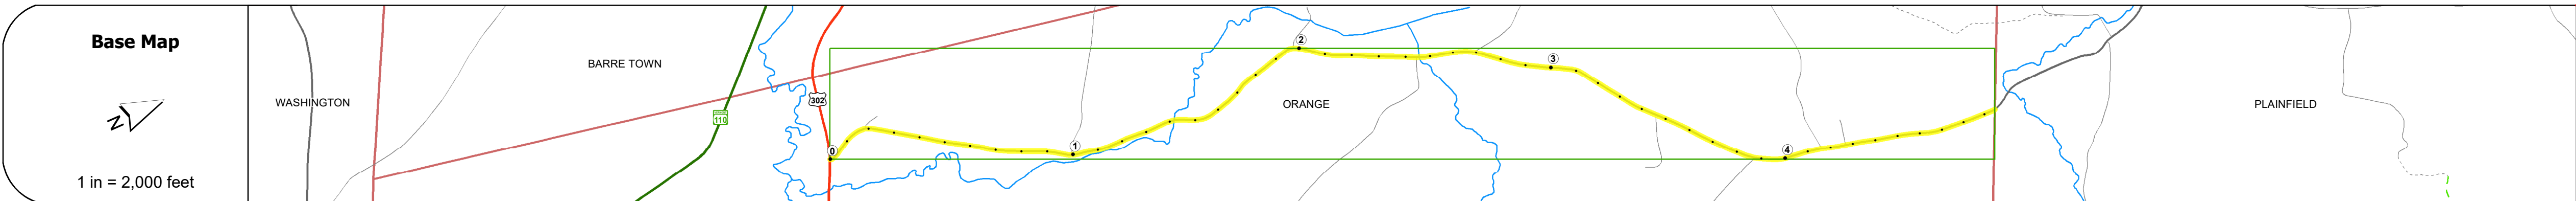 Base Map
N
1 in = 2,000 feet
WASHINGTON
BARRE TOWN
110
302
0
1
2
ORANGE
3
4
PLAINFIELD